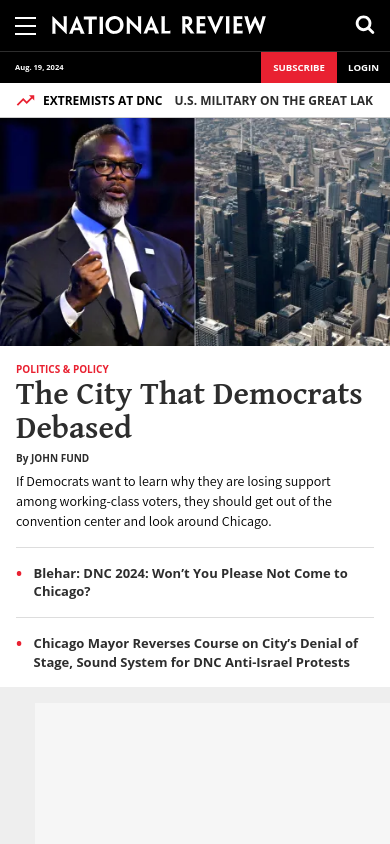 NATIONAL REVIEW
Aug. 19, 2024
SUBSCRIBE
LOGIN
EXTREMISTS AT DNC
U.S. MILITARY ON THE GREAT LAK
POLITICS & POLICY
The City That Democrats
Debased
By JOHN FUND
If Democrats want to learn why they are losing support
among working-class voters, they should get out of the
convention center and look around Chicago.
Blehar: DNC 2024: Won’t You Please Not Come to
Chicago?
Chicago Mayor Reverses Course on City’s Denial of
Stage, Sound System for DNC Anti-Israel Protests